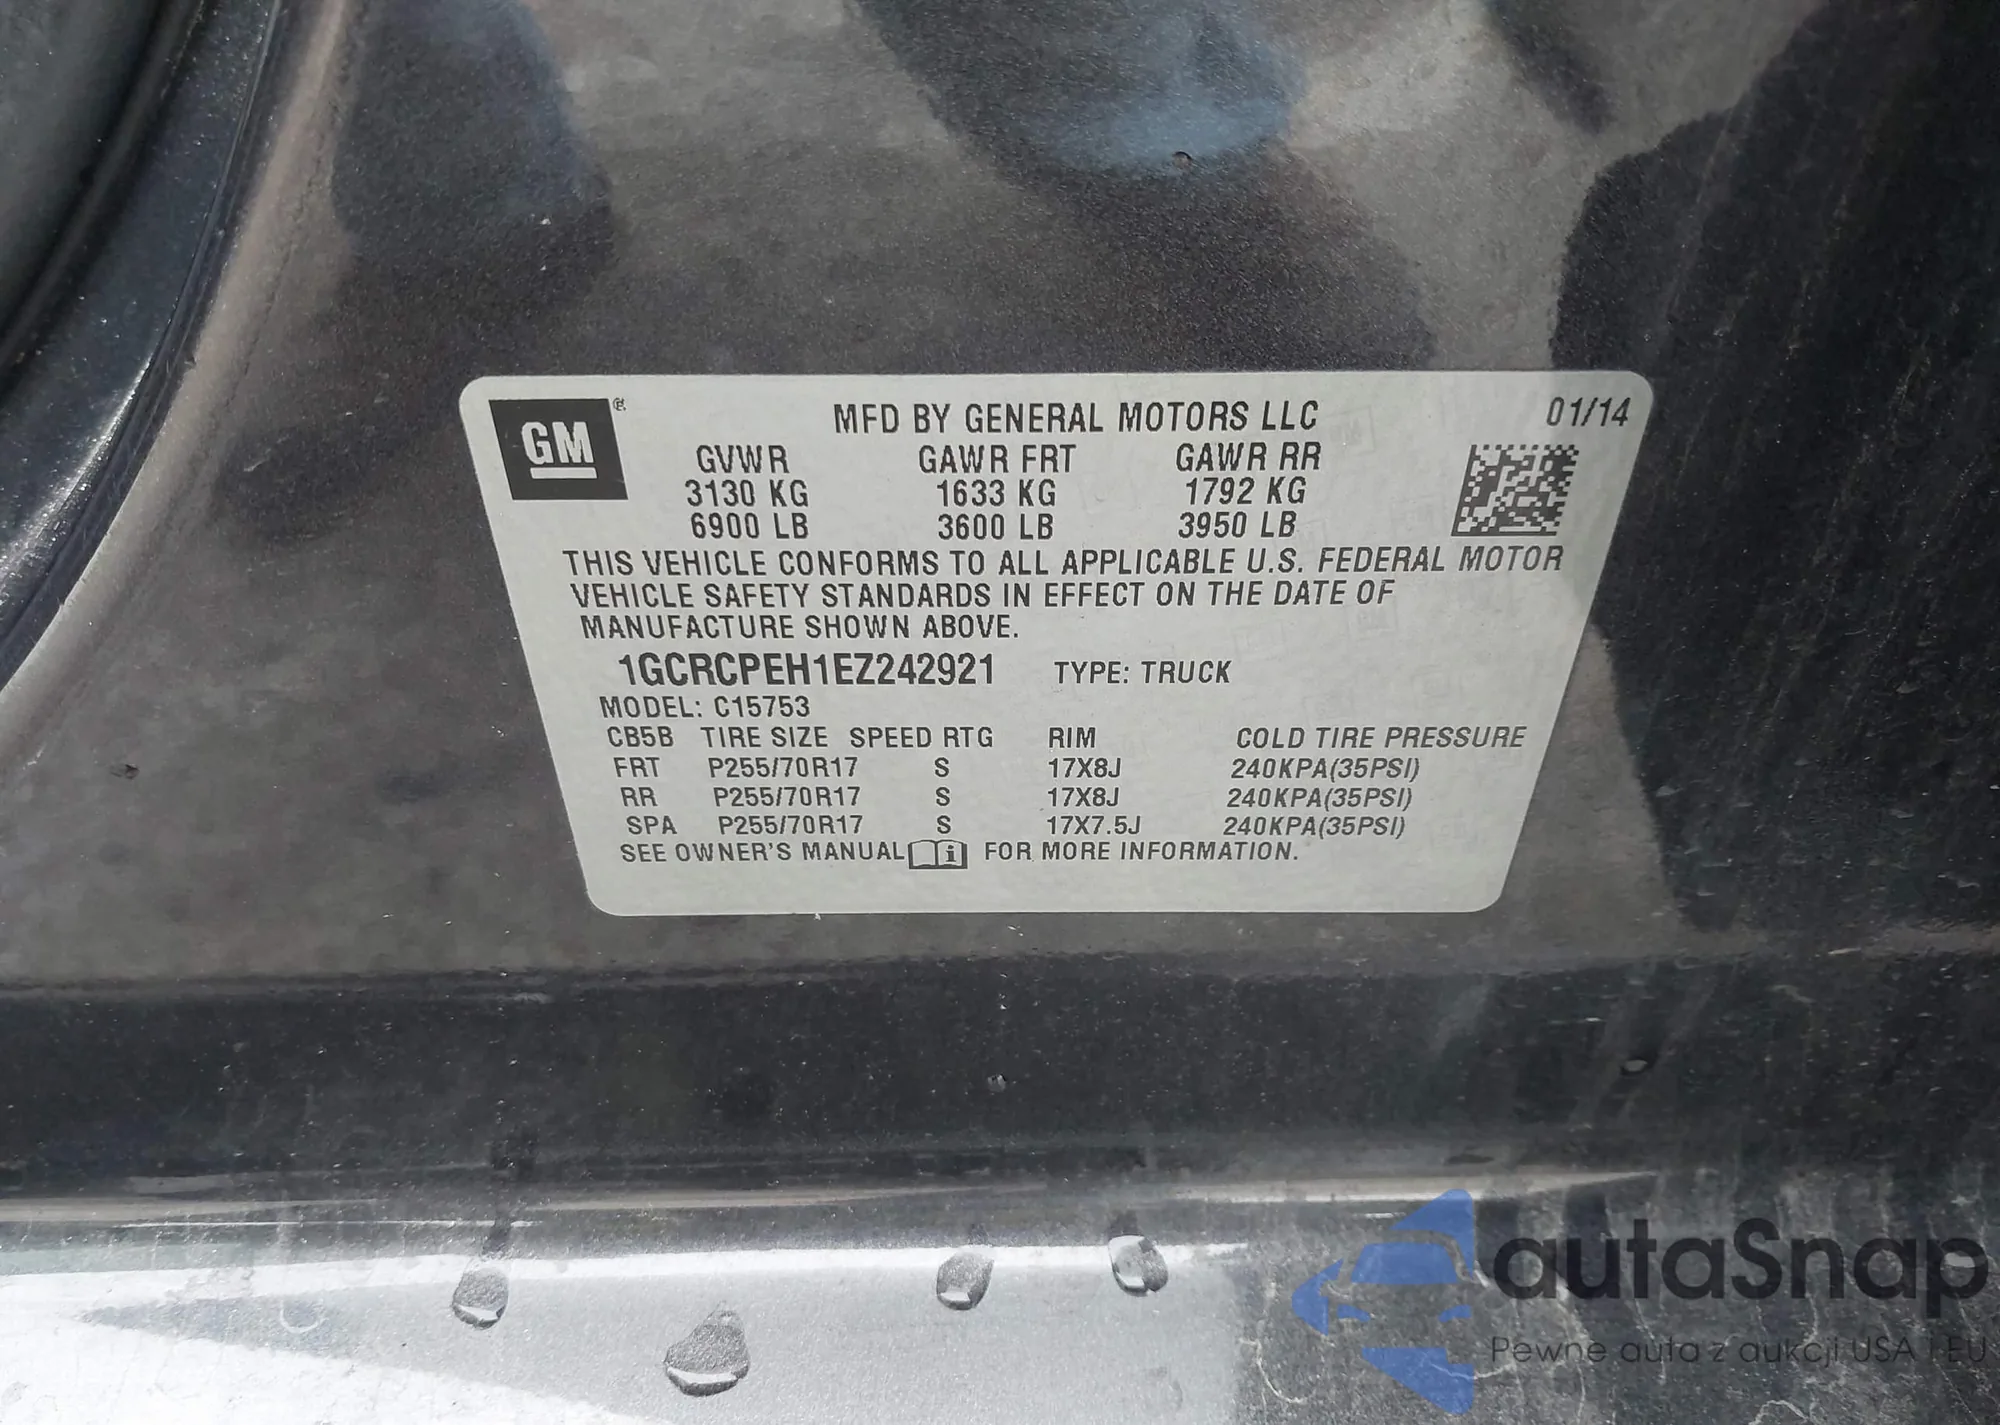 GM ®
MFD BY GENERAL MOTORS LLC 01/14
GVWR GAWR FRT GAWR RR
3130 KG 1633 KG 1792 KG
6900 LB 3600 LB 3950 LB
THIS VEHICLE CONFORMS TO ALL APPLICABLE U.S. FEDERAL MOTOR
VEHICLE SAFETY STANDARDS IN EFFECT ON THE DATE OF
MANUFACTURE SHOWN ABOVE.
1GCRCPEH1EZ242921 TYPE: TRUCK
MODEL: C15753
CB5B TIRE SIZE SPEED RTG RIM COLD TIRE PRESSURE
FRT P255/70R17 S 17X8J 240KPA(35PSI)
RR P255/70R17 S 17X8J 240KPA(35PSI)
SPA P255/70R17 S 17X7.5J 240KPA(35PSI)
SEE OWNER'S MANUAL i FOR MORE INFORMATION.
autaSnap
Pewne auta z aukcji USA i EU